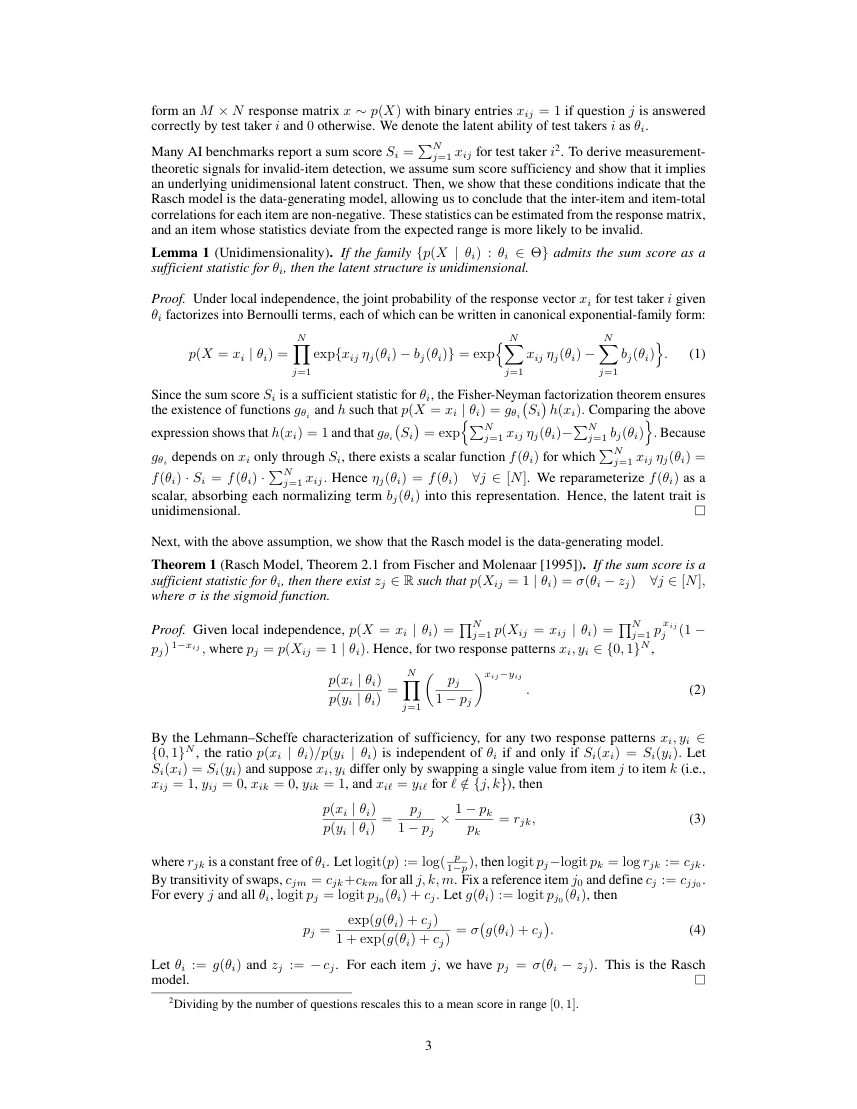 form an M × N response matrix x ∼ p(X) with binary entries x_{ij} = 1 if question j is answered
correctly by test taker i and 0 otherwise. We denote the latent ability of test takers i as θ_i.
Many AI benchmarks report a sum score S_i = ∑_{j=1}^{N} x_{ij} for test taker i². To derive measurement-
theoretic signals for invalid-item detection, we assume sum score sufficiency and show that it implies
an underlying unidimensional latent construct. Then, we show that these conditions indicate that the
Rasch model is the data-generating model, allowing us to conclude that the inter-item and item-total
correlations for each item are non-negative. These statistics can be estimated from the response matrix,
and an item whose statistics deviate from the expected range is more likely to be invalid.
Lemma 1 (Unidimensionality). If the family {p(X | θ_i) : θ_i ∈ Θ} admits the sum score as a
sufficient statistic for θ_i, then the latent structure is unidimensional.
Proof. Under local independence, the joint probability of the response vector x_i for test taker i given
θ_i factorizes into Bernoulli terms, each of which can be written in canonical exponential-family form:
p(X = x_i | θ_i) = ∏_{j=1}^{N} exp{x_{ij} η_j(θ_i) − b_j(θ_i)} = exp{∑_{j=1}^{N} x_{ij} η_j(θ_i) − ∑_{j=1}^{N} b_j(θ_i)}. (1)
Since the sum score S_i is a sufficient statistic for θ_i, the Fisher-Neyman factorization theorem ensures
the existence of functions g_{θ_i} and h such that p(X = x_i | θ_i) = g_{θ_i}(S_i) h(x_i). Comparing the above
expression shows that h(x_i) = 1 and that g_{θ_i}(S_i) = exp{∑_{j=1}^{N} x_{ij} η_j(θ_i)−∑_{j=1}^{N} b_j(θ_i)}. Because
g_{θ_i} depends on x_i only through S_i, there exists a scalar function f(θ_i) for which ∑_{j=1}^{N} x_{ij} η_j(θ_i) =
f(θ_i) · S_i = f(θ_i) · ∑_{j=1}^{N} x_{ij}. Hence η_j(θ_i) = f(θ_i) ∀j ∈ [N]. We reparameterize f(θ_i) as a
scalar, absorbing each normalizing term b_j(θ_i) into this representation. Hence, the latent trait is
unidimensional. □
Next, with the above assumption, we show that the Rasch model is the data-generating model.
Theorem 1 (Rasch Model, Theorem 2.1 from Fischer and Molenaar [1995]). If the sum score is a
sufficient statistic for θ_i, then there exist z_j ∈ ℝ such that p(X_{ij} = 1 | θ_i) = σ(θ_i − z_j) ∀j ∈ [N],
where σ is the sigmoid function.
Proof. Given local independence, p(X = x_i | θ_i) = ∏_{j=1}^{N} p(X_{ij} = x_{ij} | θ_i) = ∏_{j=1}^{N} p_j^{x_{ij}}(1 −
p_j)^{1−x_{ij}}, where p_j = p(X_{ij} = 1 | θ_i). Hence, for two response patterns x_i, y_i ∈ {0, 1}^N,
p(x_i | θ_i) / p(y_i | θ_i) = ∏_{j=1}^{N} (p_j / (1 − p_j))^{x_{ij}−y_{ij}}. (2)
By the Lehmann–Scheffe characterization of sufficiency, for any two response patterns x_i, y_i ∈
{0, 1}^N, the ratio p(x_i | θ_i)/p(y_i | θ_i) is independent of θ_i if and only if S_i(x_i) = S_i(y_i). Let
S_i(x_i) = S_i(y_i) and suppose x_i, y_i differ only by swapping a single value from item j to item k (i.e.,
x_{ij} = 1, y_{ij} = 0, x_{ik} = 0, y_{ik} = 1, and x_{iℓ} = y_{iℓ} for ℓ ∉ {j, k}), then
p(x_i | θ_i) / p(y_i | θ_i) = p_j / (1 − p_j) × (1 − p_k) / p_k = r_{jk}, (3)
where r_{jk} is a constant free of θ_i. Let logit(p) := log(p/(1−p)), then logit p_j−logit p_k = log r_{jk} := c_{jk}.
By transitivity of swaps, c_{jm} = c_{jk}+c_{km} for all j, k, m. Fix a reference item j_0 and define c_j := c_{jj_0}.
For every j and all θ_i, logit p_j = logit p_{j_0}(θ_i) + c_j. Let g(θ_i) := logit p_{j_0}(θ_i), then
p_j = exp(g(θ_i) + c_j) / (1 + exp(g(θ_i) + c_j)) = σ(g(θ_i) + c_j). (4)
Let θ_i := g(θ_i) and z_j := − c_j. For each item j, we have p_j = σ(θ_i − z_j). This is the Rasch
model. □
²Dividing by the number of questions rescales this to a mean score in range [0, 1].
3